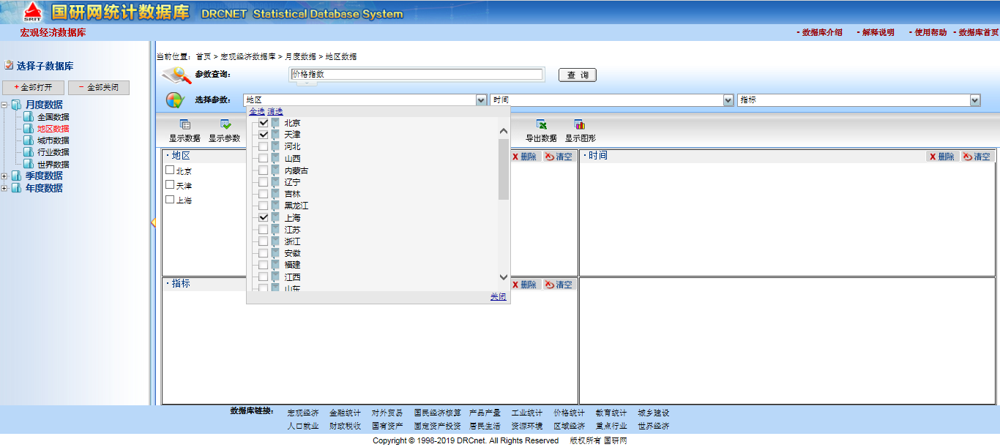 SRIT 国研网统计数据库 DRCNET Statistical Database System
宏观经济数据库 - 数据库介绍 - 解释说明 - 使用帮助 - 数据库首页
当前位置: 首页 > 宏观经济数据库 > 月度数据 > 地区数据
选择子数据库
参数查询: 价格指数 查 询
+ 全部打开 - 全部关闭
选择参数: 地区 时间 指标
月度数据
全国数据
地区数据
城市数据
行业数据
世界数据
季度数据
年度数据
全选 消选
显示数据 显示参数 导出数据 显示图形
北京
天津
河北
山西
内蒙古
辽宁
吉林
黑龙江
上海
江苏
浙江
安徽
福建
江西
山东
关闭
·地区 X 删除 清空
北京
天津
上海
·时间 X 删除 清空
·指标 X 删除 清空
数据库链接: 宏观经济 金融统计 对外贸易 国民经济核算 产品产量 工业统计 价格统计 教育统计 城乡建设
人口就业 财政税收 国有资产 固定资产投资 居民生活 资源环境 区域经济 重点行业 世界经济
Copyright © 1998-2019 DRCnet. All Rights Reserved 版权所有 国研网